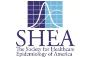 SHEA
The Society for Healthcare
Epidemiology of America